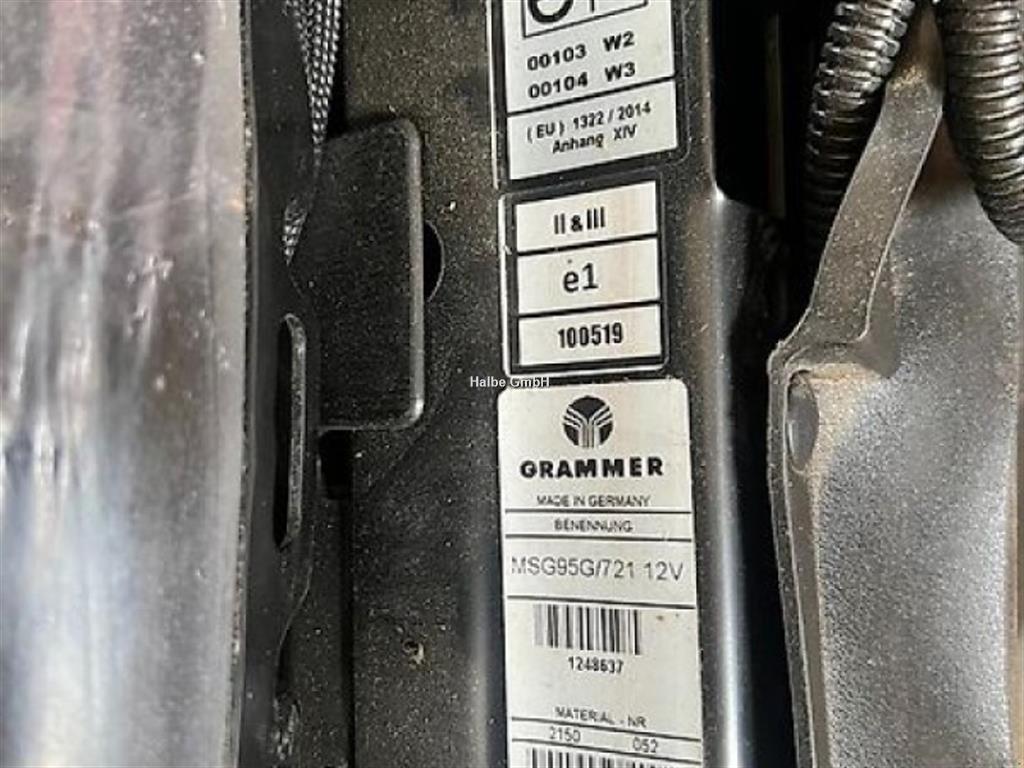 00103 W2
00104 W3
(EU) 1322/2014
Anhang XIV
II & III
e1
100519
Halbe GmbH
GRAMMER
MADE IN GERMANY
BENENNUNG
MSG95G/721 12V
1248637
MATERIAL - NR
2150 052